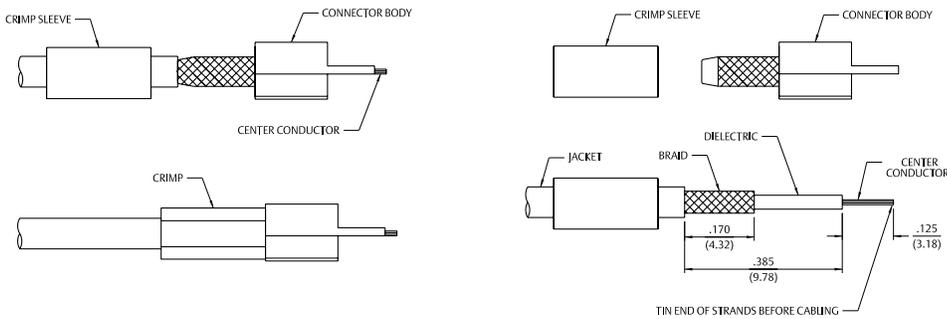 CRIMP SLEEVE
CONNECTOR BODY
CENTER CONDUCTOR
CRIMP
CRIMP SLEEVE
CONNECTOR BODY
DIELECTRIC
JACKET
BRAID
CENTER
CONDUCTOR
.170
(4.32)
.125
(3.18)
.385
(9.78)
TIN END OF STRANDS BEFORE CABLING